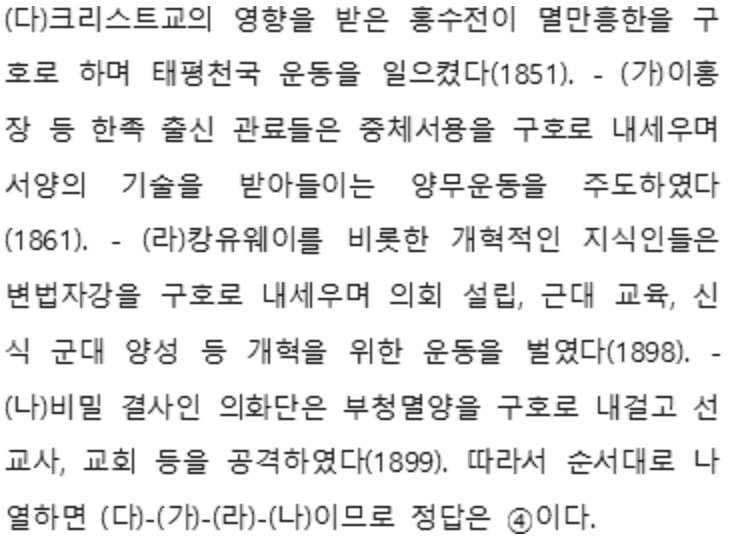 (다)크리스트교의 영향을 받은 홍수전이 멸만흥한을 구
호로 하며 태평천국 운동을 일으켰다(1851). - (가)이홍
장 등 한족 출신 관료들은 중체서용을 구호로 내세우며
서양의 기술을 받아들이는 양무운동을 주도하였다
(1861). - (라)캉유웨이를 비롯한 개혁적인 지식인들은
변법자강을 구호로 내세우며 의회 설립, 근대 교육, 신
식 군대 양성 등 개혁을 위한 운동을 벌였다(1898). -
(나)비밀 결사인 의화단은 부청멸양을 구호로 내걸고 선
교사, 교회 등을 공격하였다(1899). 따라서 순서대로 나
열하면 (다)-(가)-(라)-(나)이므로 정답은 ④이다.